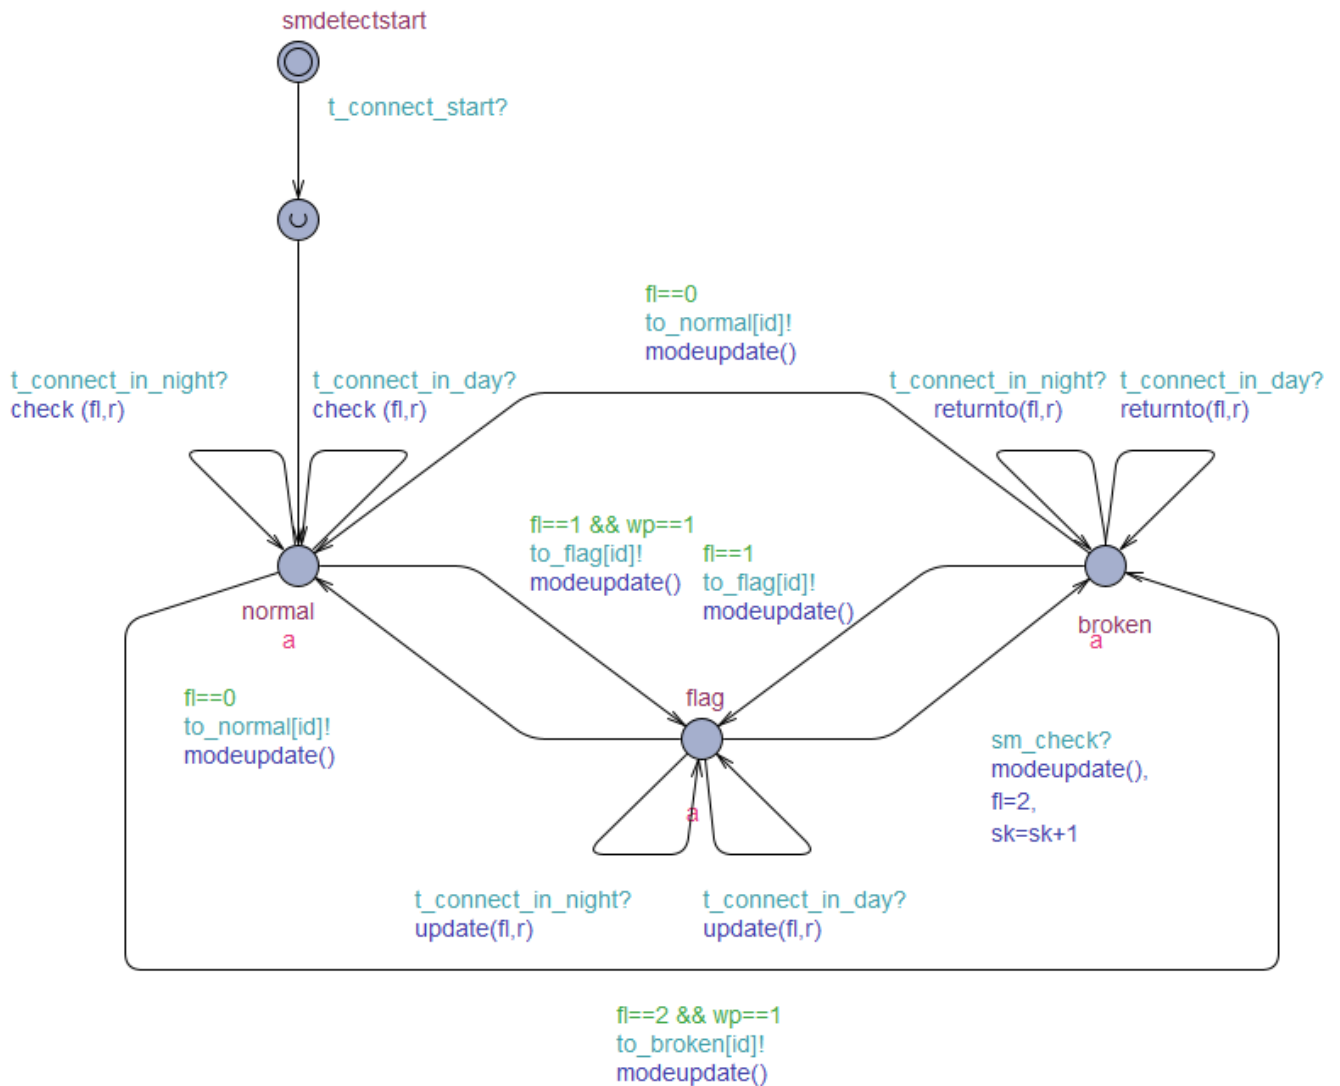 smdetectstart
t_connect_start?
fl==0
to_normal[id]!
modeupdate()
t_connect_in_night?
check (fl,r)
t_connect_in_day?
check (fl,r)
t_connect_in_night?
returnto(fl,r)
t_connect_in_day?
returnto(fl,r)
fl==1 && wp==1
to_flag[id]!
modeupdate()
fl==1
to_flag[id]!
modeupdate()
normal
a
broken
a
fl==0
to_normal[id]!
modeupdate()
flag
a
sm_check?
modeupdate(),
fl=2,
sk=sk+1
t_connect_in_night?
update(fl,r)
t_connect_in_day?
update(fl,r)
fl==2 && wp==1
to_broken[id]!
modeupdate()